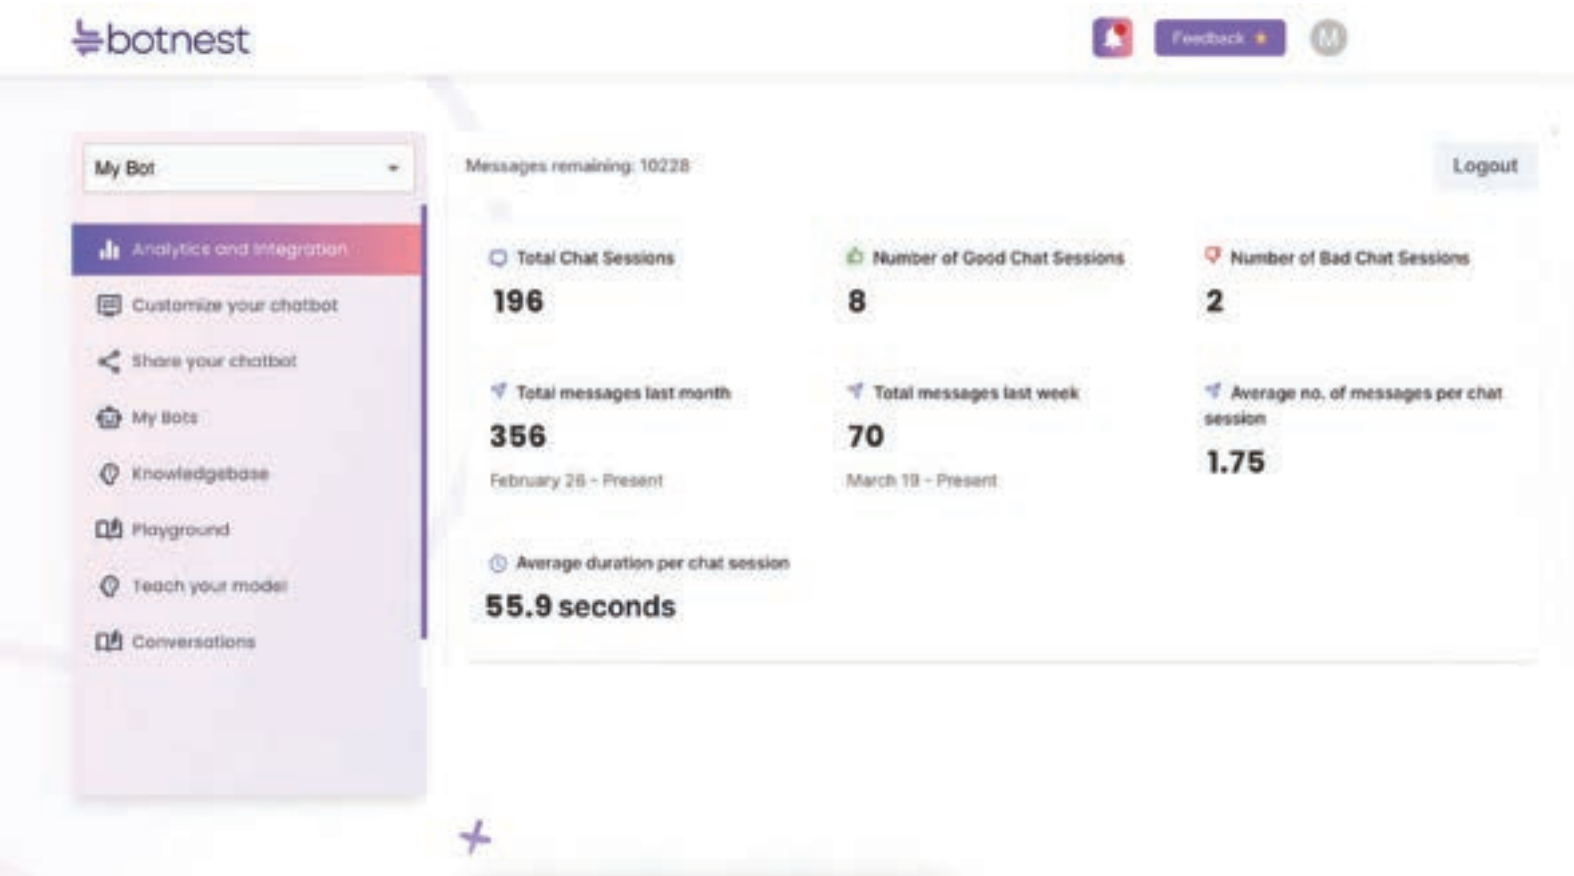 botnest
Feedback
M
My Bot
Messages remaining: 10228
Logout
Analytics and Integration
Customize your chatbot
Share your chatbot
My Bots
Knowledgebase
Playground
Teach your model
Conversations
Total Chat Sessions
196
Number of Good Chat Sessions
8
Number of Bad Chat Sessions
2
Total messages last month
356
February 26 - Present
Total messages last week
70
March 19 - Present
Average no. of messages per chat
session
1.75
Average duration per chat session
55.9 seconds